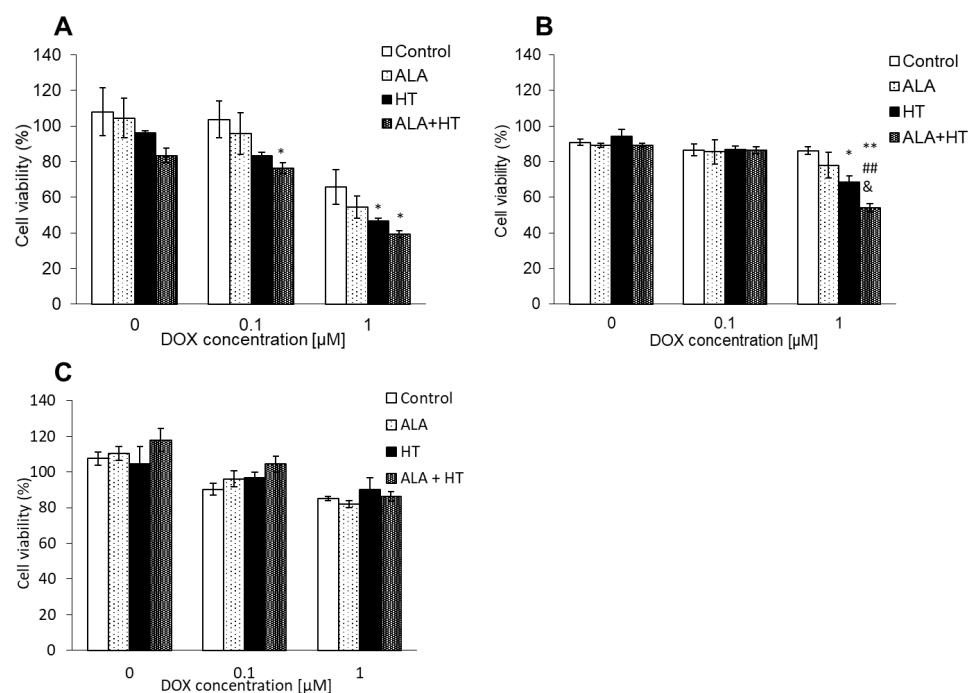 A
Cell viability (%)
140
120
100
80
60
40
20
0
Control
ALA
HT
ALA+HT
*
*
*
0
0.1
1
DOX concentration [µM]
B
Cell viability (%)
140
120
100
80
60
40
20
0
Control
ALA
HT
ALA+HT
*
**
##
&
0
0.1
1
DOX concentration [µM]
C
Cell viability (%)
140
120
100
80
60
40
20
0
Control
ALA
HT
ALA + HT
0
0.1
1
DOX concentration [µM]